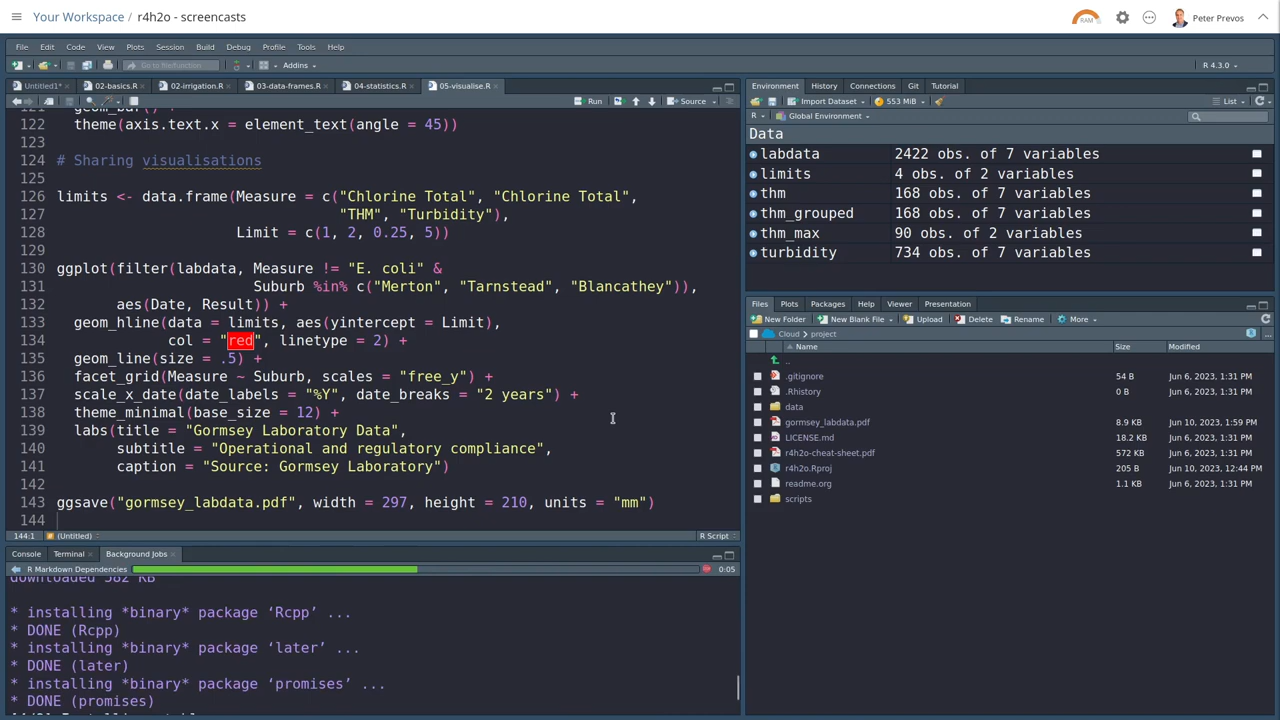 Your Workspace / r4h2o - screencasts
RAM
Peter Prevos
File Edit Code View Plots Session Build Debug Profile Tools Help
Go to file/function
Addins
R 4.3.0
Untitled1* 02-basics.R 02-irrigation.R 03-data-frames.R 04-statistics.R 05-visualise.R
Run Source
122 theme(axis.text.x = element_text(angle = 45))
123
124 # Sharing visualisations
125
126 limits <- data.frame(Measure = c("Chlorine Total", "Chlorine Total",
127 "THM", "Turbidity"),
128 Limit = c(1, 2, 0.25, 5))
129
130 ggplot(filter(labdata, Measure != "E. coli" &
131 Suburb %in% c("Merton", "Tarnstead", "Blancathey")),
132 aes(Date, Result)) +
133 geom_hline(data = limits, aes(yintercept = Limit),
134 col = "red", linetype = 2) +
135 geom_line(size = .5) +
136 facet_grid(Measure ~ Suburb, scales = "free_y") +
137 scale_x_date(date_labels = "%Y", date_breaks = "2 years") +
138 theme_minimal(base_size = 12) +
139 labs(title = "Gormsey Laboratory Data",
140 subtitle = "Operational and regulatory compliance",
141 caption = "Source: Gormsey Laboratory")
142
143 ggsave("gormsey_labdata.pdf", width = 297, height = 210, units = "mm")
144
144:1 (Untitled) R Script
Console Terminal Background Jobs
R Markdown Dependencies 0:05
downloaded 582 KB
* installing *binary* package ‘Rcpp’ ...
* DONE (Rcpp)
* installing *binary* package ‘later’ ...
* DONE (later)
* installing *binary* package ‘promises’ ...
* DONE (promises)
Environment History Connections Git Tutorial
Import Dataset 553 MiB List
R Global Environment
Data
labdata 2422 obs. of 7 variables
limits 4 obs. of 2 variables
thm 168 obs. of 7 variables
thm_grouped 168 obs. of 7 variables
thm_max 90 obs. of 2 variables
turbidity 734 obs. of 7 variables
Files Plots Packages Help Viewer Presentation
New Folder New Blank File Upload Delete Rename More
Cloud project ...
Name Size Modified
..
.gitignore 54 B Jun 6, 2023, 1:31 PM
.Rhistory 0 B Jun 6, 2023, 1:31 PM
data
gormsey_labdata.pdf 8.9 KB Jun 10, 2023, 1:59 PM
LICENSE.md 18.2 KB Jun 6, 2023, 1:31 PM
r4h2o-cheat-sheet.pdf 572 KB Jun 6, 2023, 1:31 PM
r4h2o.Rproj 205 B Jun 10, 2023, 12:44 PM
readme.org 1.1 KB Jun 6, 2023, 1:31 PM
scripts